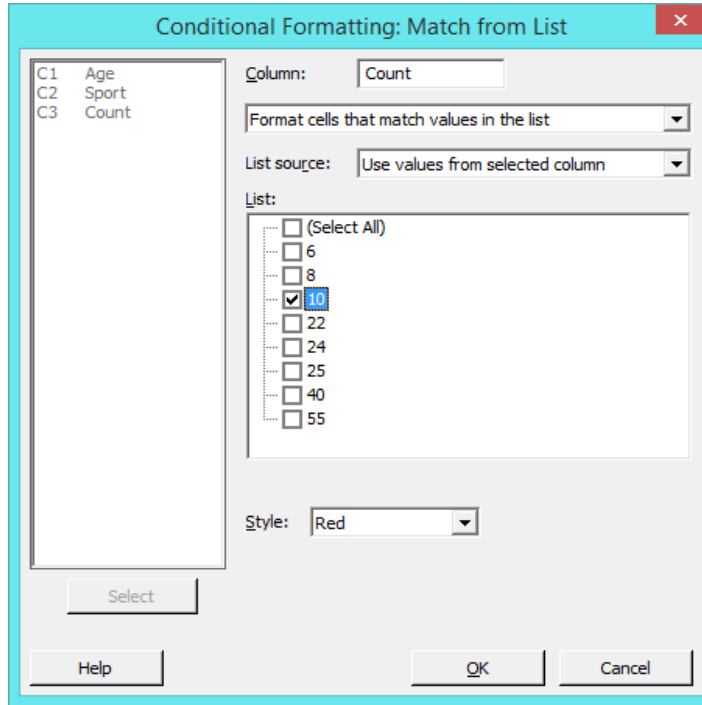 Conditional Formatting: Match from List
C1 Age
C2 Sport
C3 Count
Column: Count
Format cells that match values in the list
List source: Use values from selected column
List:
(Select All)
6
8
10
22
24
25
40
55
Style: Red
Select
Help
OK
Cancel